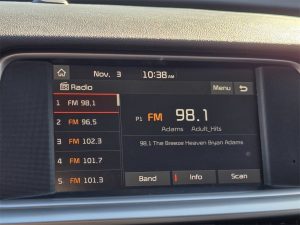 Nov. 3 10:38 AM
Radio Menu
1 FM 98.1
2 FM 96.5
3 FM 102.3
4 FM 101.7
5 FM 101.3
P1 FM 98.1
Adams Adult_Hits
98.1 The Breeze Heaven Bryan Adams
Band Info Scan